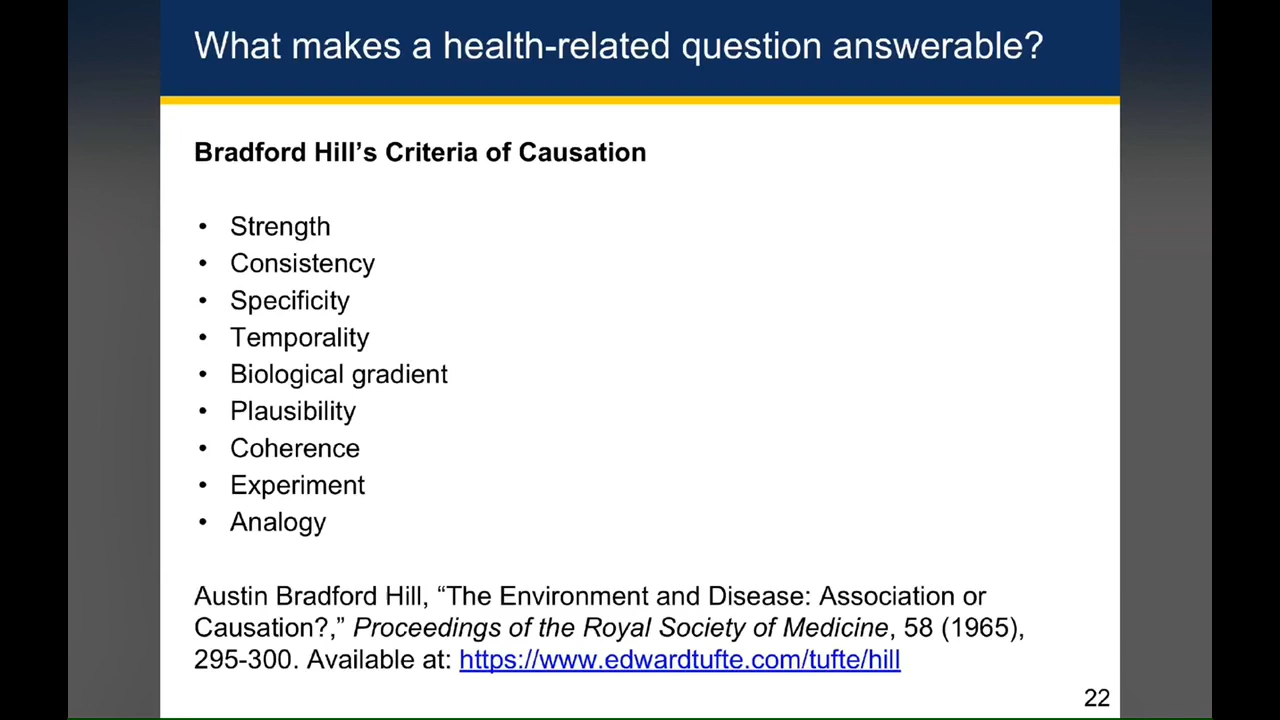 What makes a health-related question answerable?
Bradford Hill’s Criteria of Causation
• Strength
• Consistency
• Specificity
• Temporality
• Biological gradient
• Plausibility
• Coherence
• Experiment
• Analogy
Austin Bradford Hill, “The Environment and Disease: Association or
Causation?,” Proceedings of the Royal Society of Medicine, 58 (1965),
295-300. Available at: https://www.edwardtufte.com/tufte/hill
22